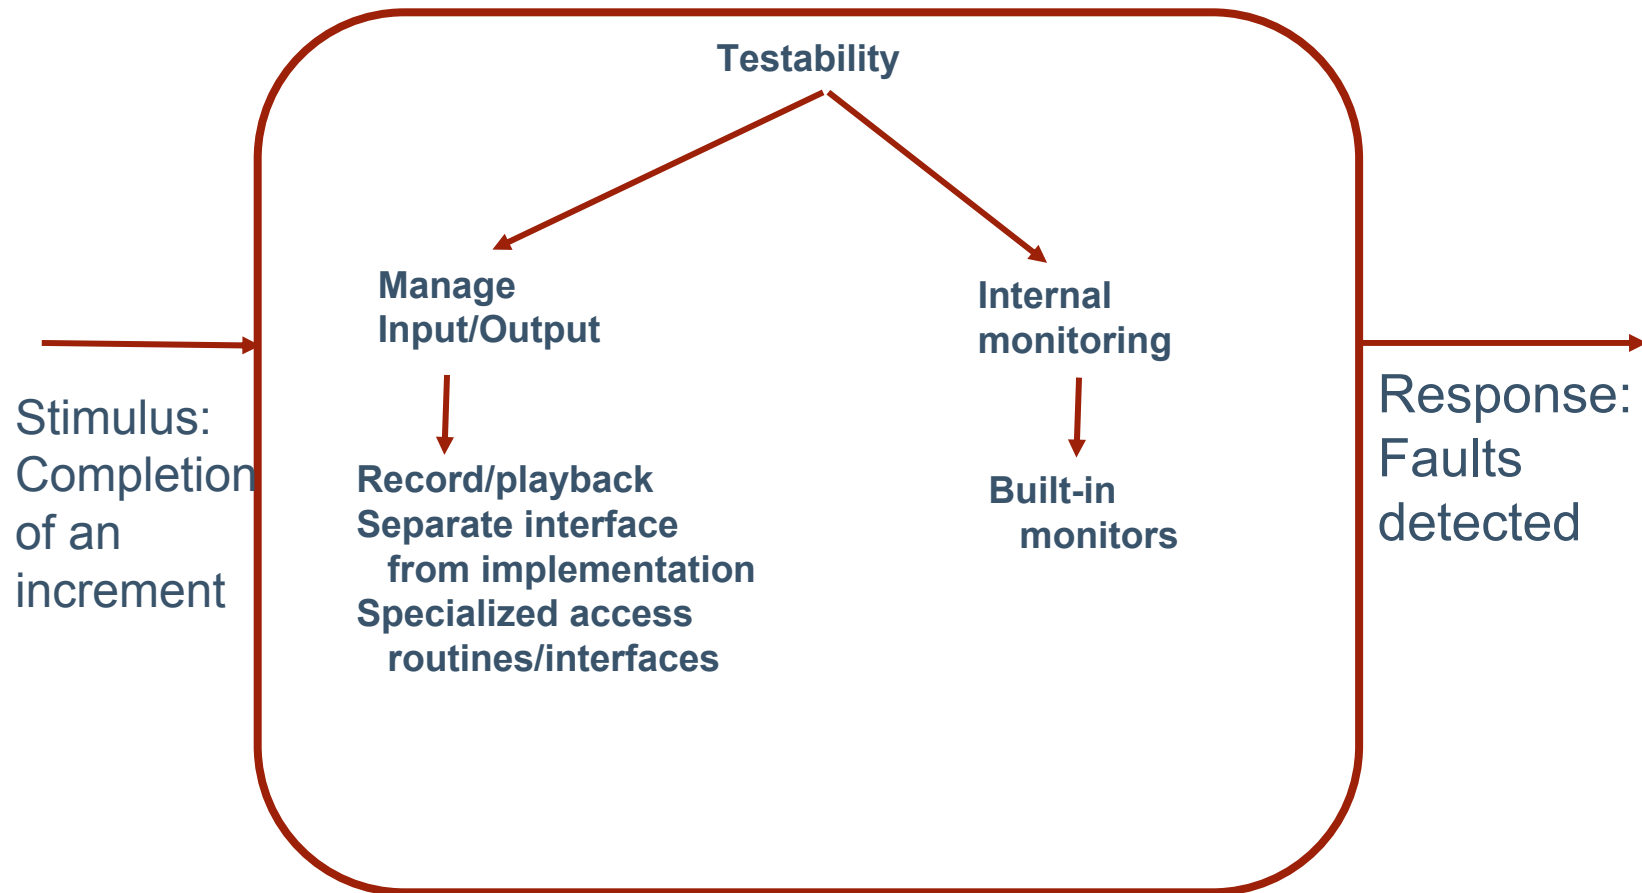 Testability
Manage
Input/Output
Internal
monitoring
Stimulus:
Completion
of an
increment
Record/playback
Separate interface
from implementation
Specialized access
routines/interfaces
Built-in
monitors
Response:
Faults
detected